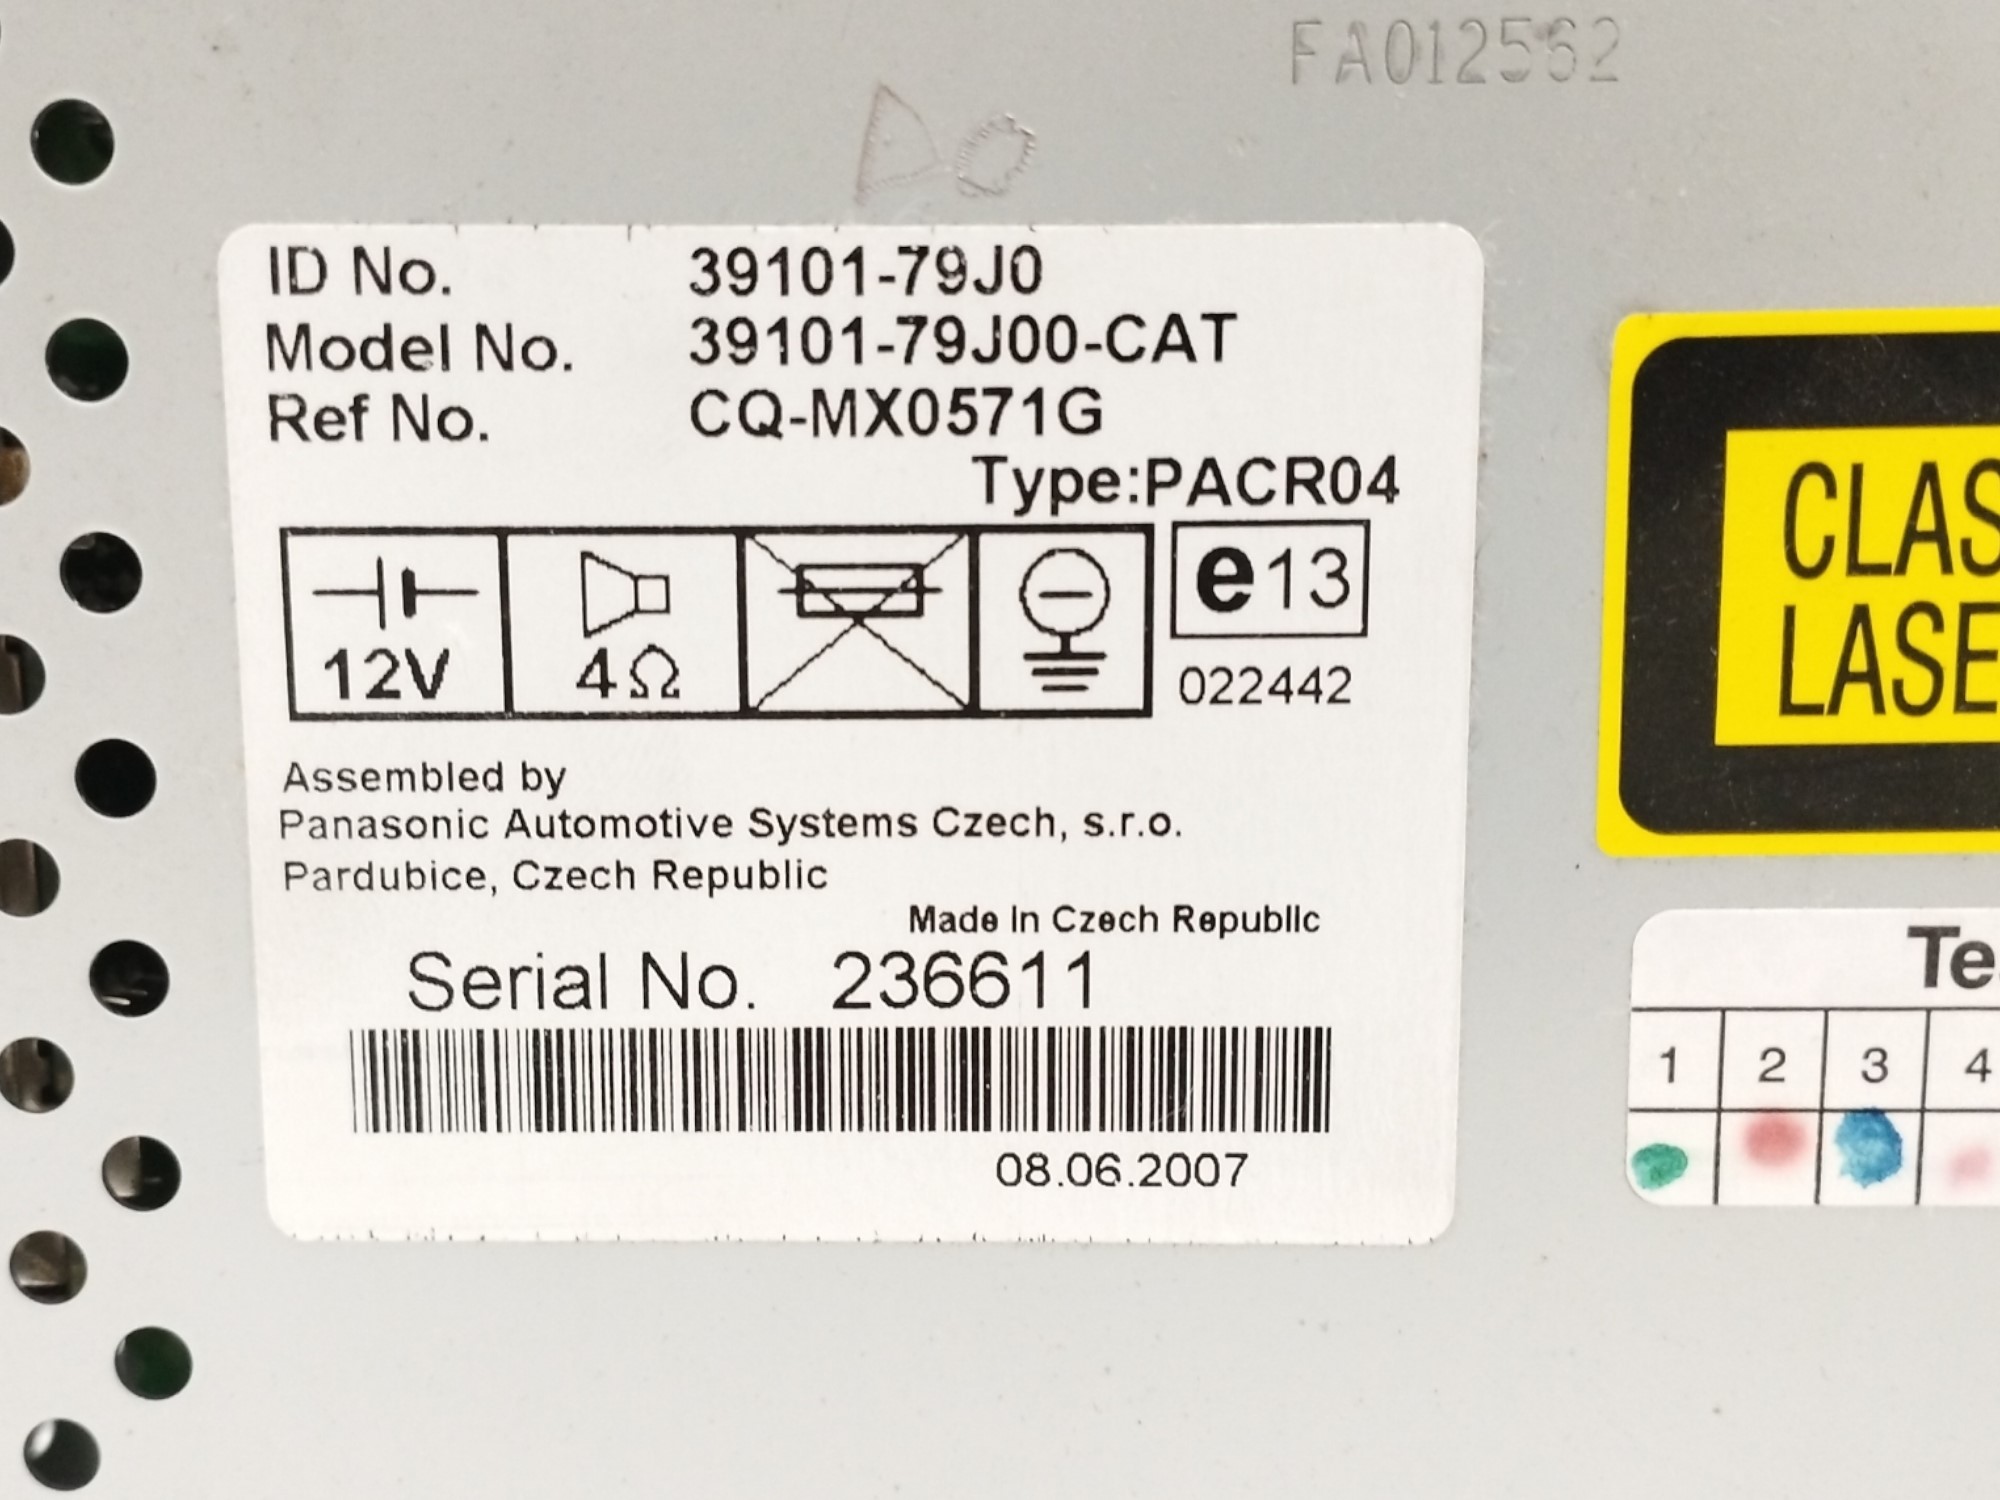 FA012562
ID No. 39101-79J0
Model No. 39101-79J00-CAT
Ref No. CQ-MX0571G
Type:PACR04
12V
4Ω
e13
022442
Assembled by
Panasonic Automotive Systems Czech, s.r.o.
Pardubice, Czech Republic
Made In Czech Republic
Serial No. 236611
08.06.2007
CLAS
LASE
Te
1 2 3 4